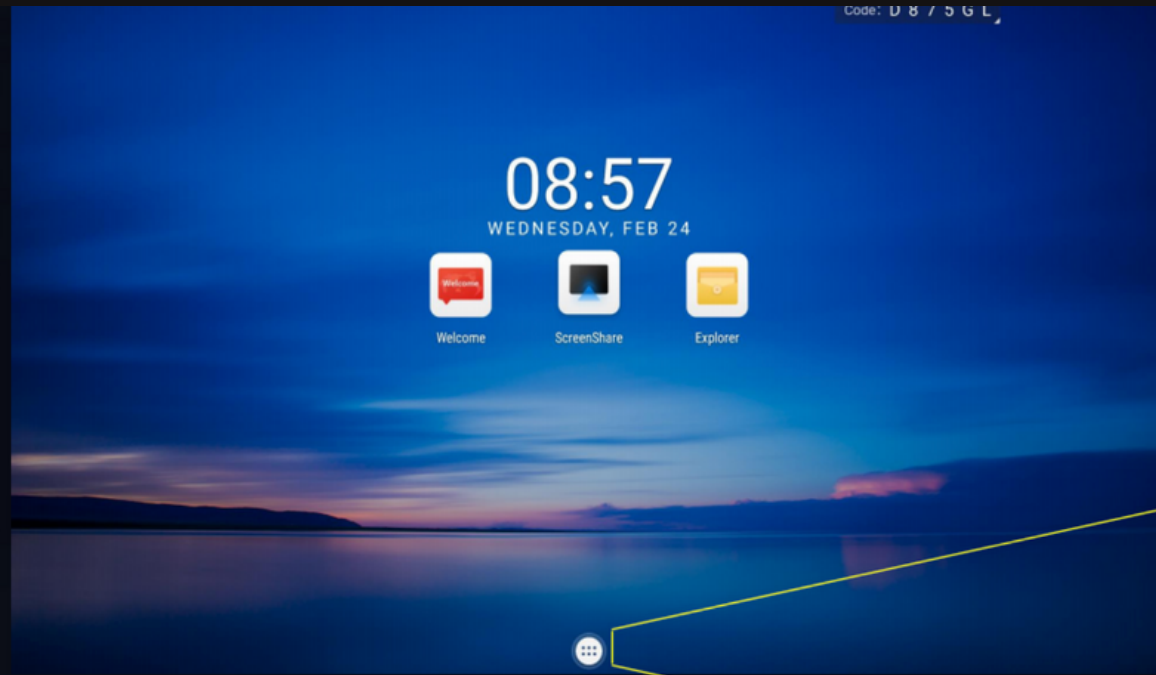 Code: D 8 7 5 G L
08:57
WEDNESDAY, FEB 24
Welcome
Welcome
ScreenShare
Explorer